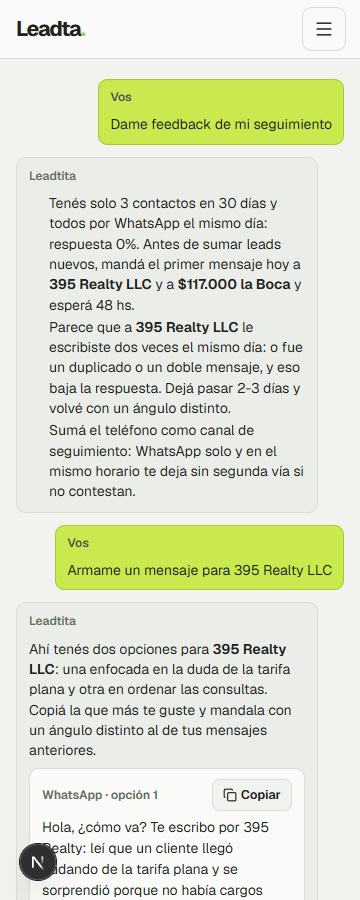 Leadta.
Vos
Dame feedback de mi seguimiento
Leadtita
Tenés solo 3 contactos en 30 días y
todos por WhatsApp el mismo día:
respuesta 0%. Antes de sumar leads
nuevos, mandá el primer mensaje hoy a
395 Realty LLC y a $117.000 la Boca y
esperá 48 hs.
Parece que a 395 Realty LLC le
escribiste dos veces el mismo día: o fue
un duplicado o un doble mensaje, y eso
baja la respuesta. Dejá pasar 2-3 días y
volvé con un ángulo distinto.
Sumá el teléfono como canal de
seguimiento: WhatsApp solo y en el
mismo horario te deja sin segunda vía si
no contestan.
Vos
Armame un mensaje para 395 Realty LLC
Leadtita
Ahí tenés dos opciones para 395 Realty
LLC: una enfocada en la duda de la tarifa
plana y otra en ordenar las consultas.
Copiá la que más te guste y mandala con
un ángulo distinto al de tus mensajes
anteriores.
WhatsApp · opción 1
Copiar
Hola, ¿cómo va? Te escribo por 395
Realty: leí que un cliente llegó
dudando de la tarifa plana y se
sorprendió porque no había cargos
N